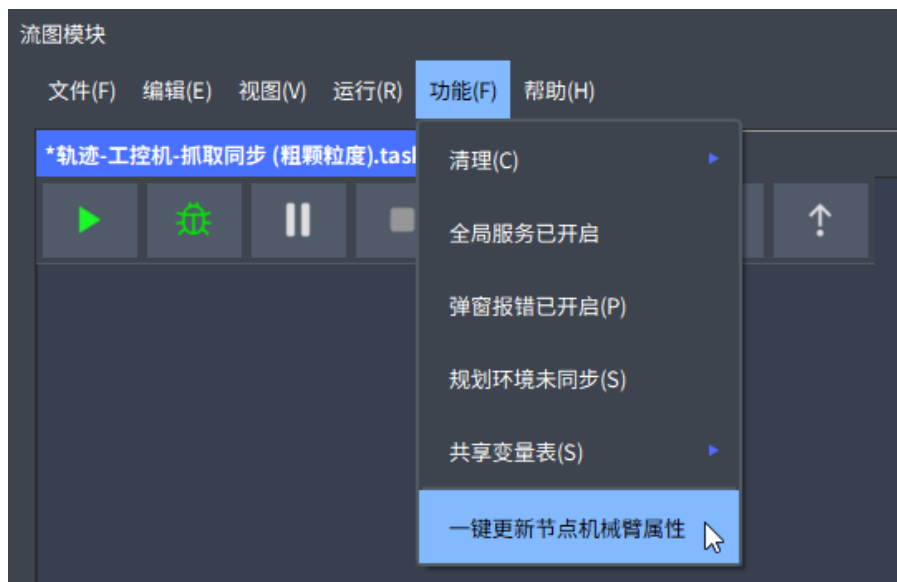 流图模块
文件(F) 编辑(E) 视图(V) 运行(R) 功能(F) 帮助(H)
*轨迹-工控机-抓取同步 (粗颗粒度).tas
清理(C)
全局服务已开启
弹窗报错已开启(P)
规划环境未同步(S)
共享变量表(S)
一键更新节点机械臂属性